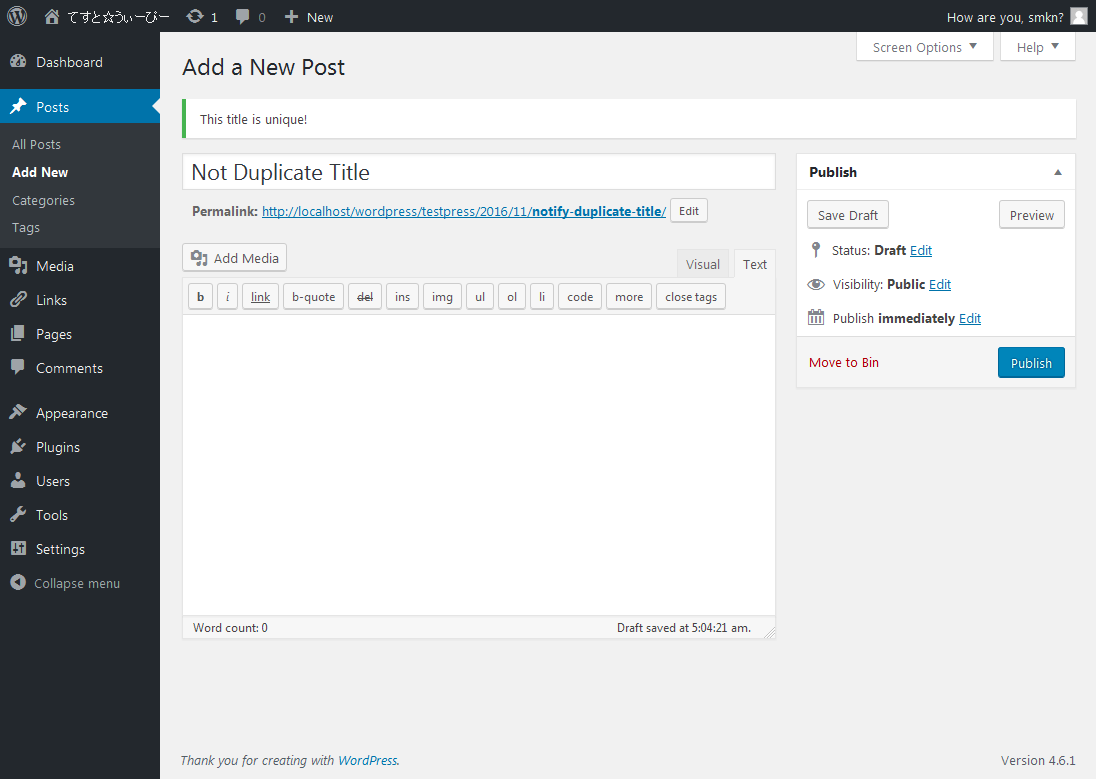 てすと☆うぃーびー 1 0 New How are you, smkn?
Screen Options Help
Dashboard
Posts
All Posts
Add New
Categories
Tags
Media
Links
Pages
Comments
Appearance
Plugins
Users
Tools
Settings
Collapse menu
Add a New Post
This title is unique!
Not Duplicate Title
Permalink: http://localhost/wordpress/testpress/2016/11/notify-duplicate-title/ Edit
Add Media
Visual Text
b i link b-quote del ins img ul ol li code more close tags
Word count: 0 Draft saved at 5:04:21 am.
Publish
Save Draft Preview
Status: Draft Edit
Visibility: Public Edit
Publish immediately Edit
Move to Bin Publish
Thank you for creating with WordPress. Version 4.6.1